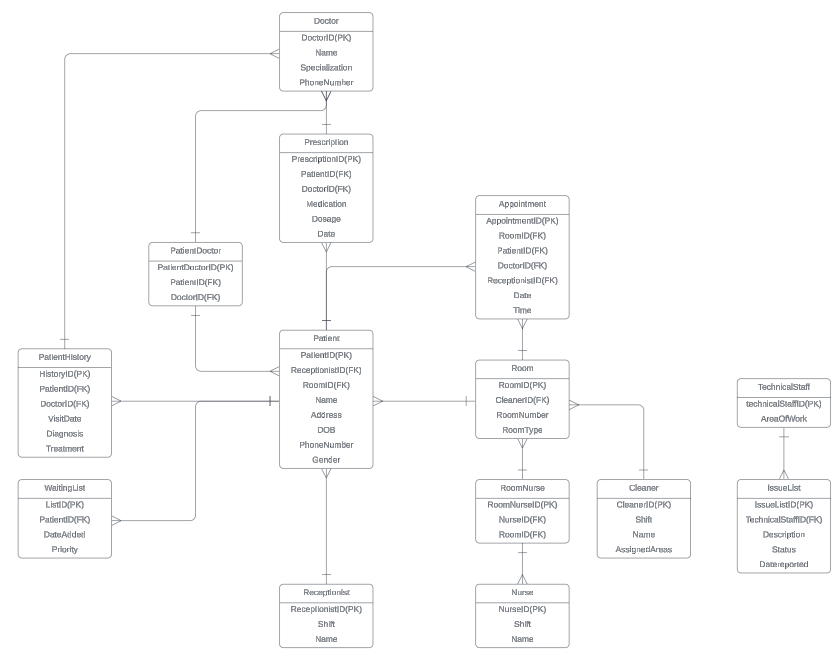 Doctor
DoctorID(PK)
Name
Specialization
PhoneNumber
Prescription
PrescriptionID(PK)
PatientID(FK)
DoctorID(FK)
Medication
Dosage
Date
Appointment
AppointmentID(PK)
RoomID(FK)
PatientID(FK)
DoctorID(FK)
ReceptionistID(FK)
Date
Time
PatientDoctor
PatientDoctorID(PK)
PatientID(FK)
DoctorID(FK)
Patient
PatientID(PK)
ReceptionistID(FK)
RoomID(FK)
Name
Address
DOB
PhoneNumber
Gender
PatientHistory
HistoryID(PK)
PatientID(FK)
DoctorID(FK)
VisitDate
Diagnosis
Treatment
Room
RoomID(PK)
CleanerID(FK)
RoomNumber
RoomType
TechnicalStaff
technicalStaffID(PK)
AreaOfWork
WaitingList
ListID(PK)
PatientID(FK)
DateAdded
Priority
RoomNurse
RoomNurseID(PK)
NurseID(FK)
RoomID(FK)
Cleaner
CleanerID(PK)
Shift
Name
AssignedAreas
IssueList
IssueListID(PK)
TechnicalStaffID(FK)
Description
Status
Datereported
Receptionist
ReceptionistID(PK)
Shift
Name
Nurse
NurseID(PK)
Shift
Name